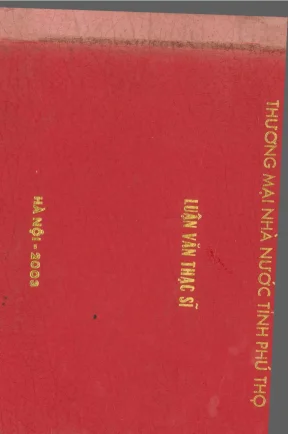 THƯƠNG MẠI NHÀ NƯỚC TỈNH PHÚ THỌ
LUẬN VĂN THẠC SĨ
HÀ NỘI - 2003